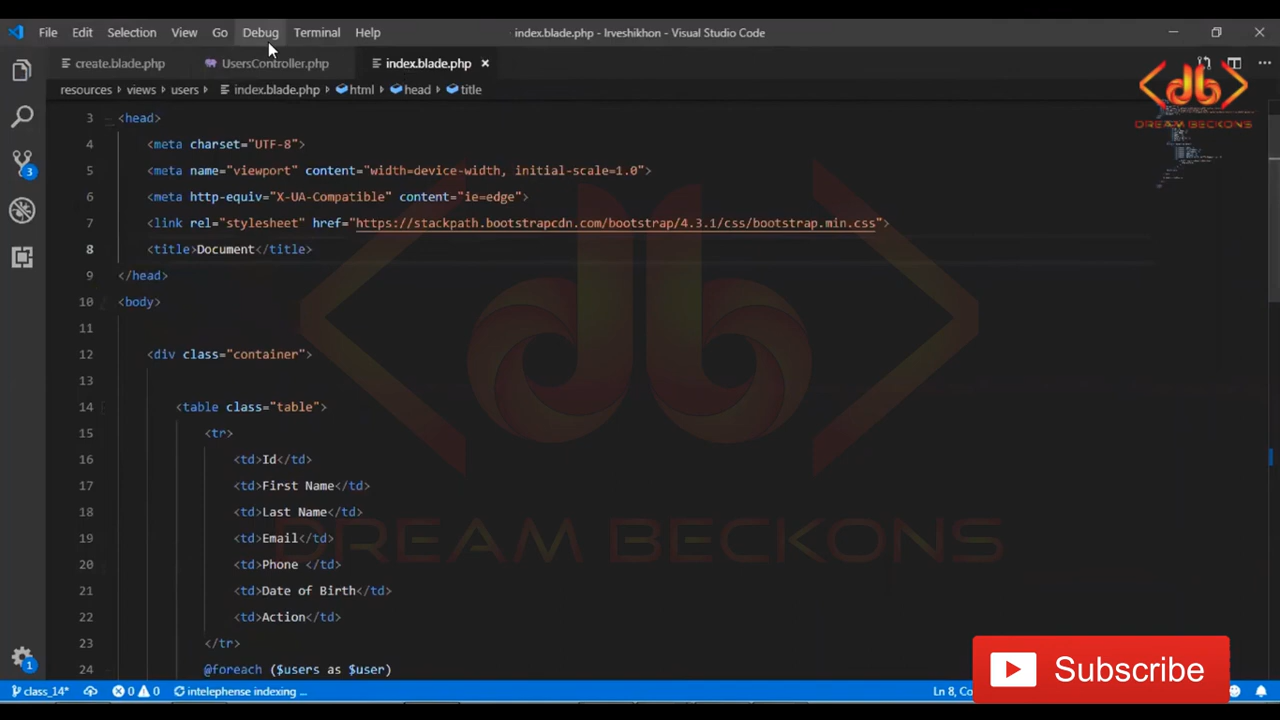 File Edit Selection View Go Debug Terminal Help index.blade.php - Irveshikhon - Visual Studio Code
create.blade.php UsersController.php index.blade.php
resources › views › users › index.blade.php › html › head › title
DREAM BECKONS
3 <head>
4 <meta charset="UTF-8">
5 <meta name="viewport" content="width=device-width, initial-scale=1.0">
6 <meta http-equiv="X-UA-Compatible" content="ie=edge">
7 <link rel="stylesheet" href="https://stackpath.bootstrapcdn.com/bootstrap/4.3.1/css/bootstrap.min.css">
8 <title>Document</title>
9 </head>
10 <body>
11
12 <div class="container">
13
14 <table class="table">
15 <tr>
16 <td>Id</td>
17 <td>First Name</td>
18 <td>Last Name</td>
19 <td>Email</td>
20 <td>Phone </td>
21 <td>Date of Birth</td>
22 <td>Action</td>
23 </tr>
24 @foreach ($users as $user)
DREAM BECKONS
3
1
Subscribe
class_14* 0 0 intelephense indexing ... Ln 8,